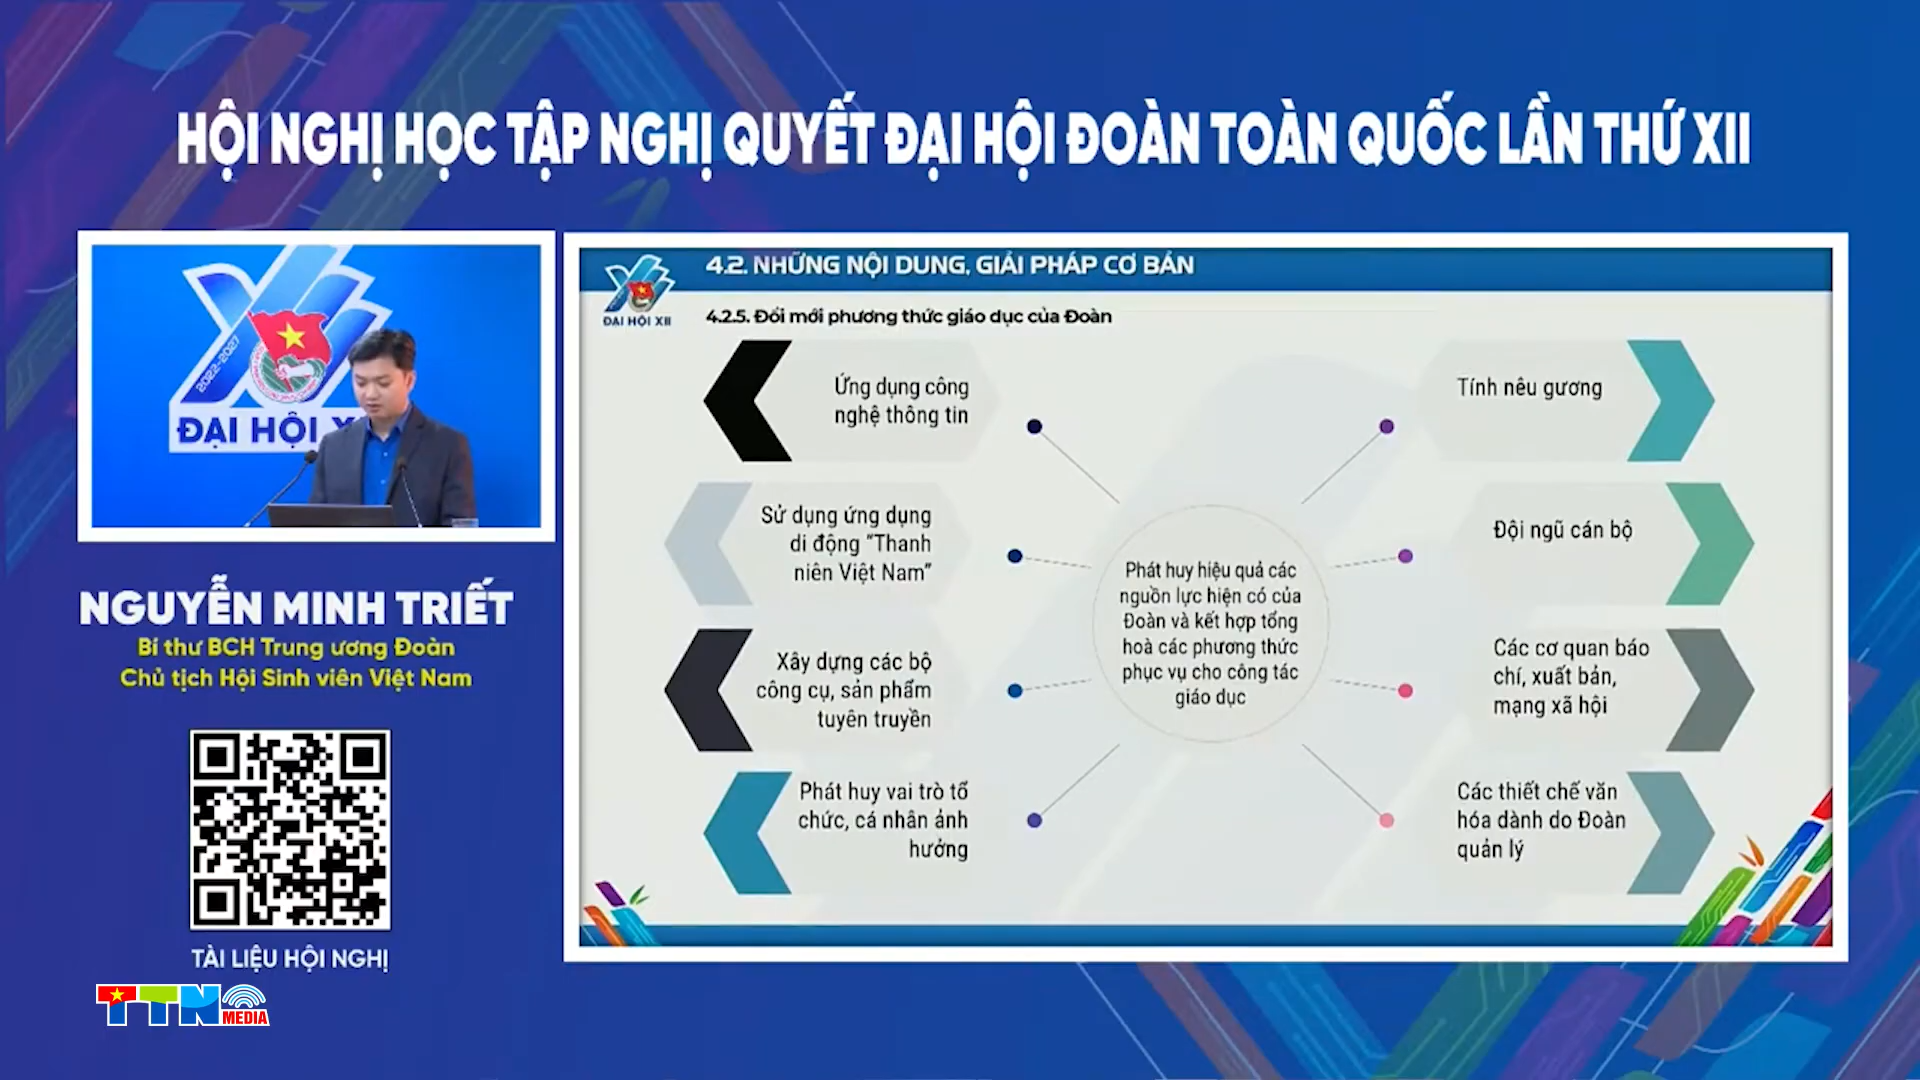 HỘI NGHỊ HỌC TẬP NGHỊ QUYẾT ĐẠI HỘI ĐOÀN TOÀN QUỐC LẦN THỨ XII
2022-2027
ĐẠI HỘI
NGUYỄN MINH TRIẾT
Bí thư BCH Trung ương Đoàn
Chủ tịch Hội Sinh viên Việt Nam
TÀI LIỆU HỘI NGHỊ
TTN
MEDIA
ĐẠI HỘI XII
4.2. NHỮNG NỘI DUNG, GIẢI PHÁP CƠ BẢN
4.2.5. Đổi mới phương thức giáo dục của Đoàn
Ứng dụng công
nghệ thông tin
Sử dụng ứng dụng
di động “Thanh
niên Việt Nam”
Xây dựng các bộ
công cụ, sản phẩm
tuyên truyền
Phát huy vai trò tổ
chức, cá nhân ảnh
hưởng
Phát huy hiệu quả các
nguồn lực hiện có của
Đoàn và kết hợp tổng
hoà các phương thức
phục vụ cho công tác
giáo dục
Tính nêu gương
Đội ngũ cán bộ
Các cơ quan báo
chí, xuất bản,
mạng xã hội
Các thiết chế văn
hóa dành do Đoàn
quản lý